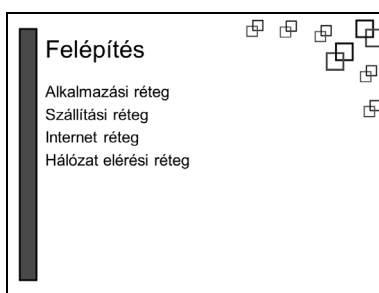 Felépítés
Alkalmazási réteg
Szállítási réteg
Internet réteg
Hálózat elérési réteg